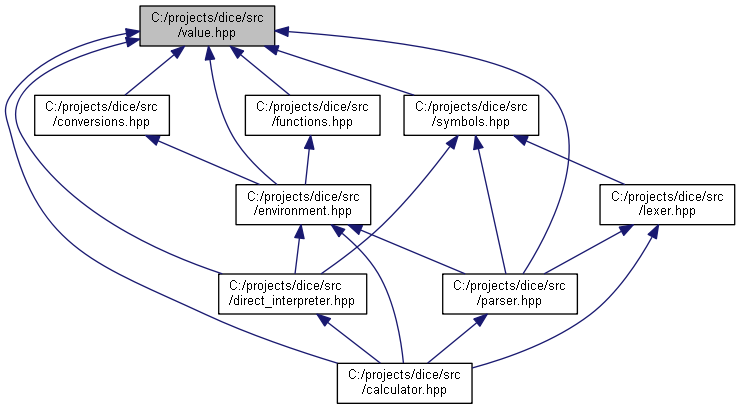 C:/projects/dice/src
/value.hpp
C:/projects/dice/src
/conversions.hpp
C:/projects/dice/src
/functions.hpp
C:/projects/dice/src
/symbols.hpp
C:/projects/dice/src
/environment.hpp
C:/projects/dice/src
/lexer.hpp
C:/projects/dice/src
/direct_interpreter.hpp
C:/projects/dice/src
/parser.hpp
C:/projects/dice/src
/calculator.hpp